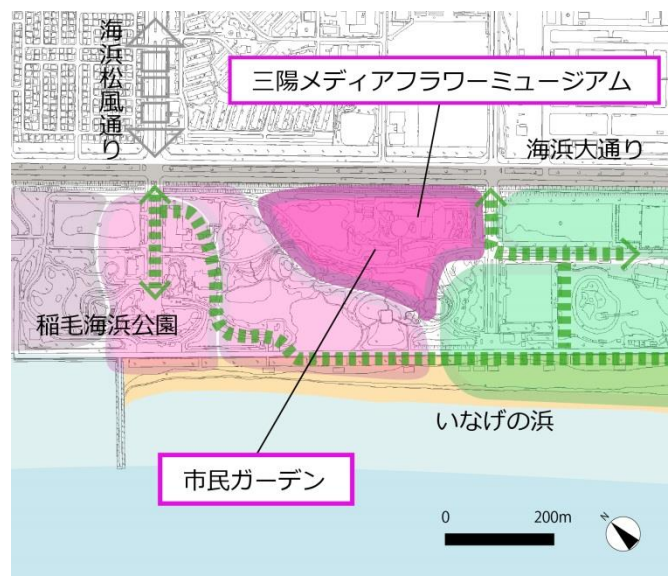 海浜松風通り
三陽メディアフラワーミュージアム
海浜大通り
稲毛海浜公園
いなげの浜
市民ガーデン
0 200m
N